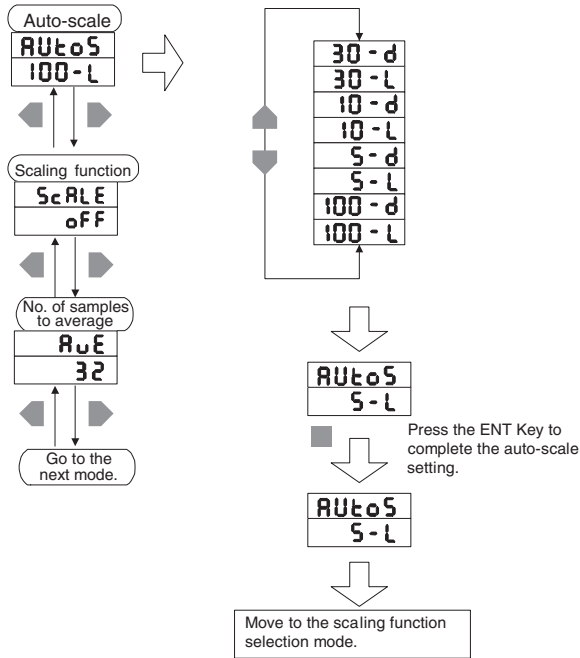 Auto-scale
AUtoS
100-L
Scaling function
ScALE
oFF
No. of samples
to average
AvE
32
Go to the
next mode.
30-d
30-L
10-d
10-L
5-d
5-L
100-d
100-L
AUtoS
5-L
Press the ENT Key to
complete the auto-scale
setting.
AUtoS
5-L
Move to the scaling function
selection mode.